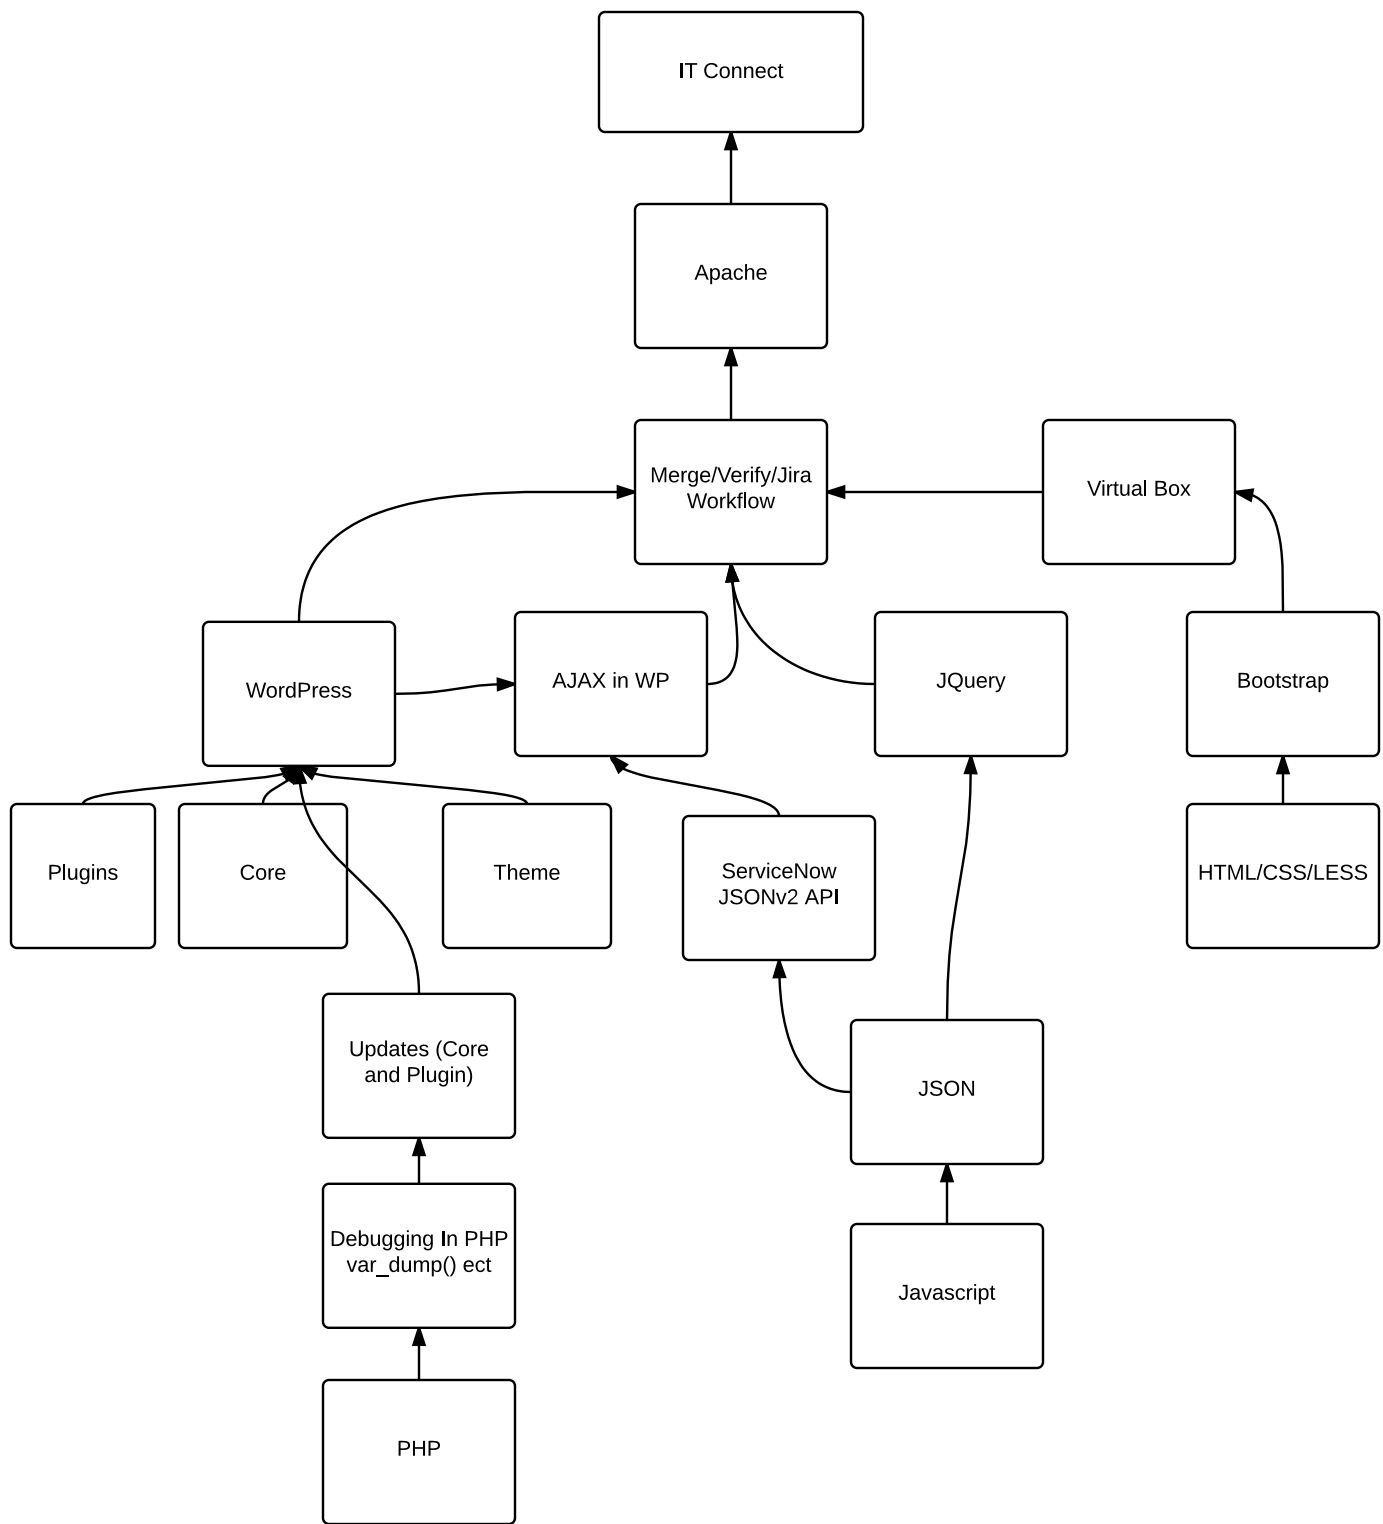 IT Connect
Apache
Merge/Verify/Jira
Workflow
Virtual Box
WordPress
AJAX in WP
JQuery
Bootstrap
Plugins
Core
Theme
ServiceNow
JSONv2 API
HTML/CSS/LESS
Updates (Core
and Plugin)
JSON
Debugging In PHP
var_dump() ect
Javascript
PHP